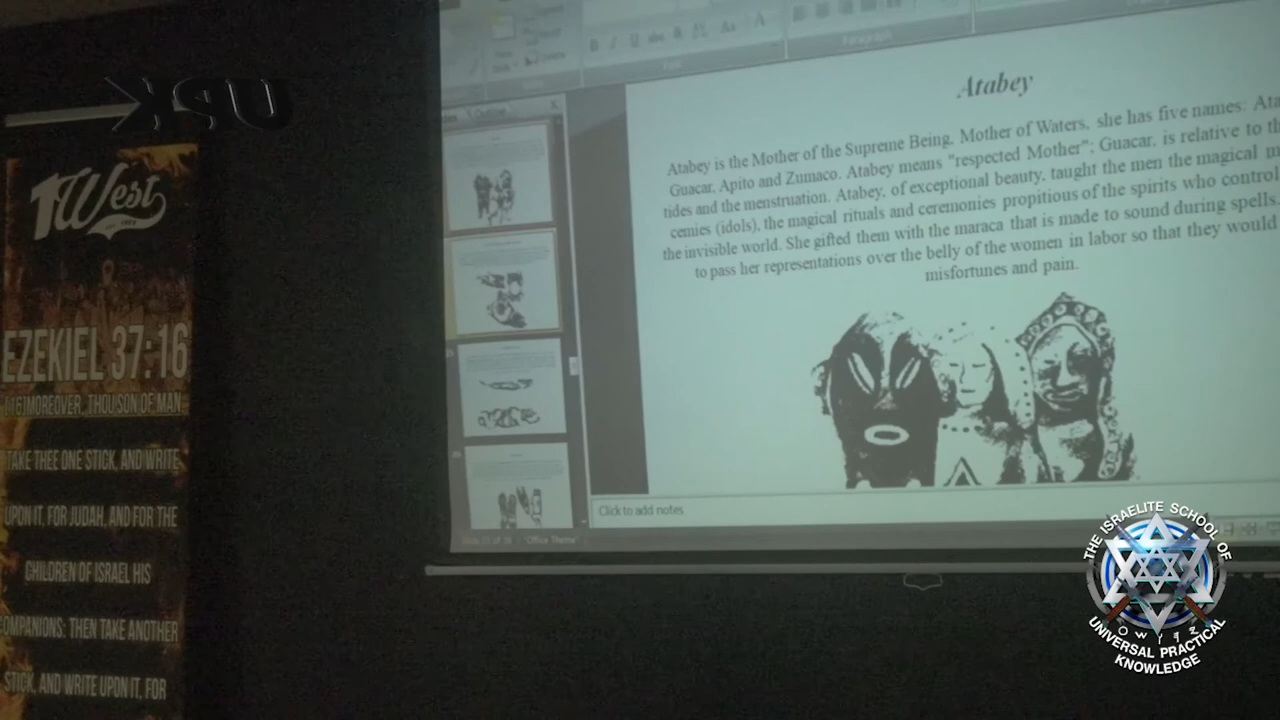 UPK
1West
EZEKIEL 37:16
[16]MOREOVER, THOU SON OF MAN,
TAKE THEE ONE STICK, AND WRITE
UPON IT, FOR JUDAH, AND FOR THE
CHILDREN OF ISRAEL HIS
COMPANIONS: THEN TAKE ANOTHER
STICK, AND WRITE UPON IT, FOR
Outline
Paragraph
Atabey
Atabey is the Mother of the Supreme Being, Mother of Waters, she has five names: Ata
Guacar, Apito and Zumaco. Atabey means "respected Mother"; Guacar, is relative to th
tides and the menstruation. Atabey, of exceptional beauty, taught the men the magical m
cemies (idols), the magical rituals and ceremonies propitious of the spirits who control
the invisible world. She gifted them with the maraca that is made to sound during spells.
to pass her representations over the belly of the women in labor so that they would
misfortunes and pain.
Click to add notes
"Office Theme"
THE ISRAELITE SCHOOL OF
UNIVERSAL PRACTICAL
KNOWLEDGE